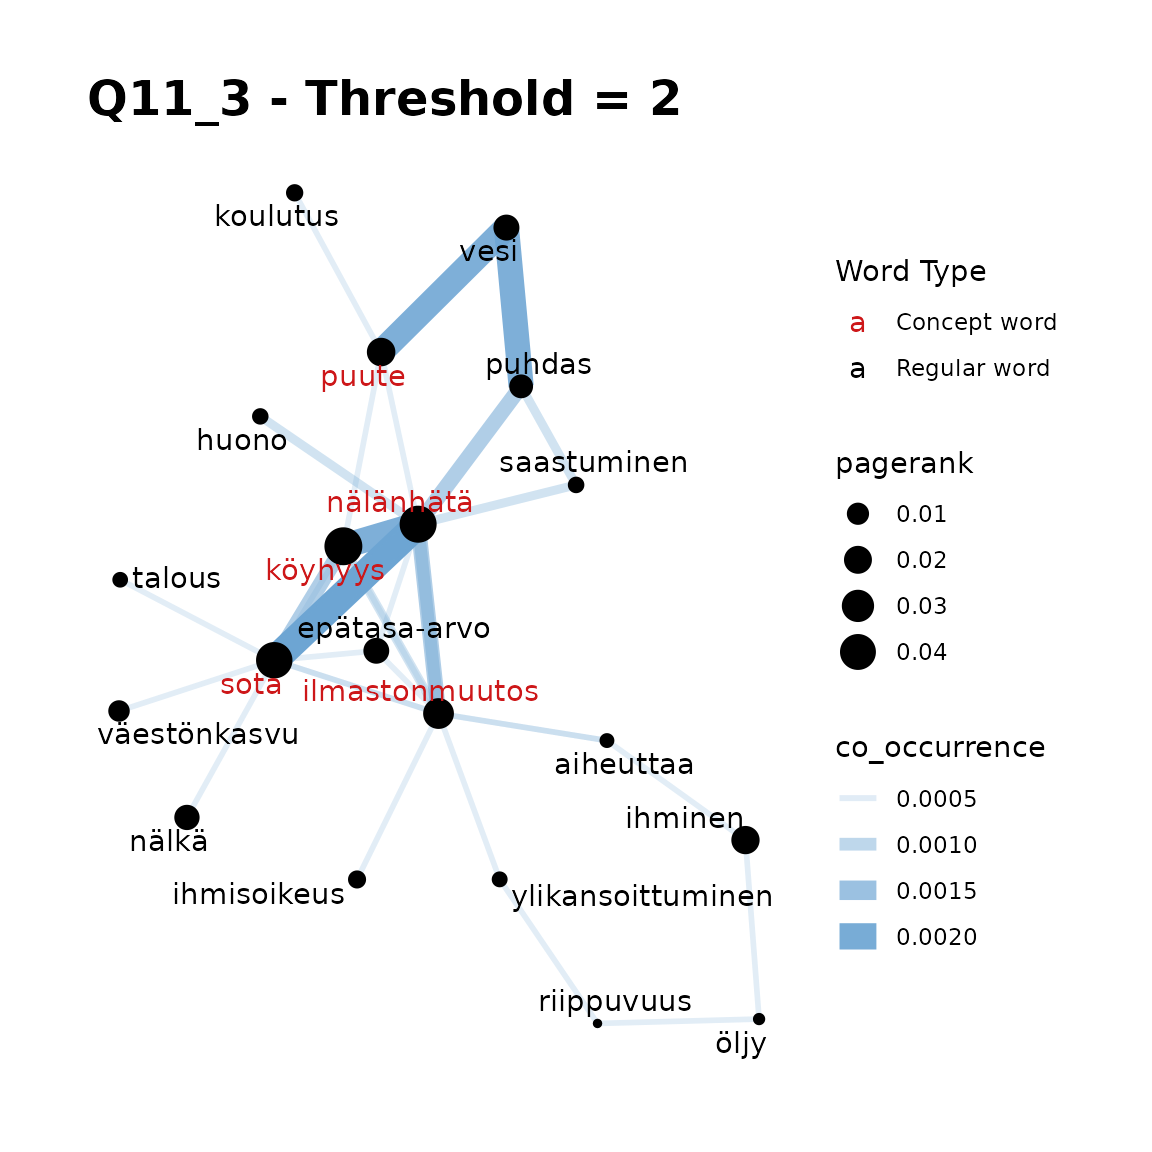 Q11_3 - Threshold = 2
koulutus
vesi
puhdas
puute
huono
saastuminen
nälänhätä
köyhyys
talous
epätasa-arvo
sota
ilmastonmuutos
väestönkasvu
aiheuttaa
ihminen
nälkä
ihmisoikeus
ylikansoittuminen
riippuvuus
öljy
Word Type
a Concept word
a Regular word
pagerank
0.01
0.02
0.03
0.04
co_occurrence
0.0005
0.0010
0.0015
0.0020